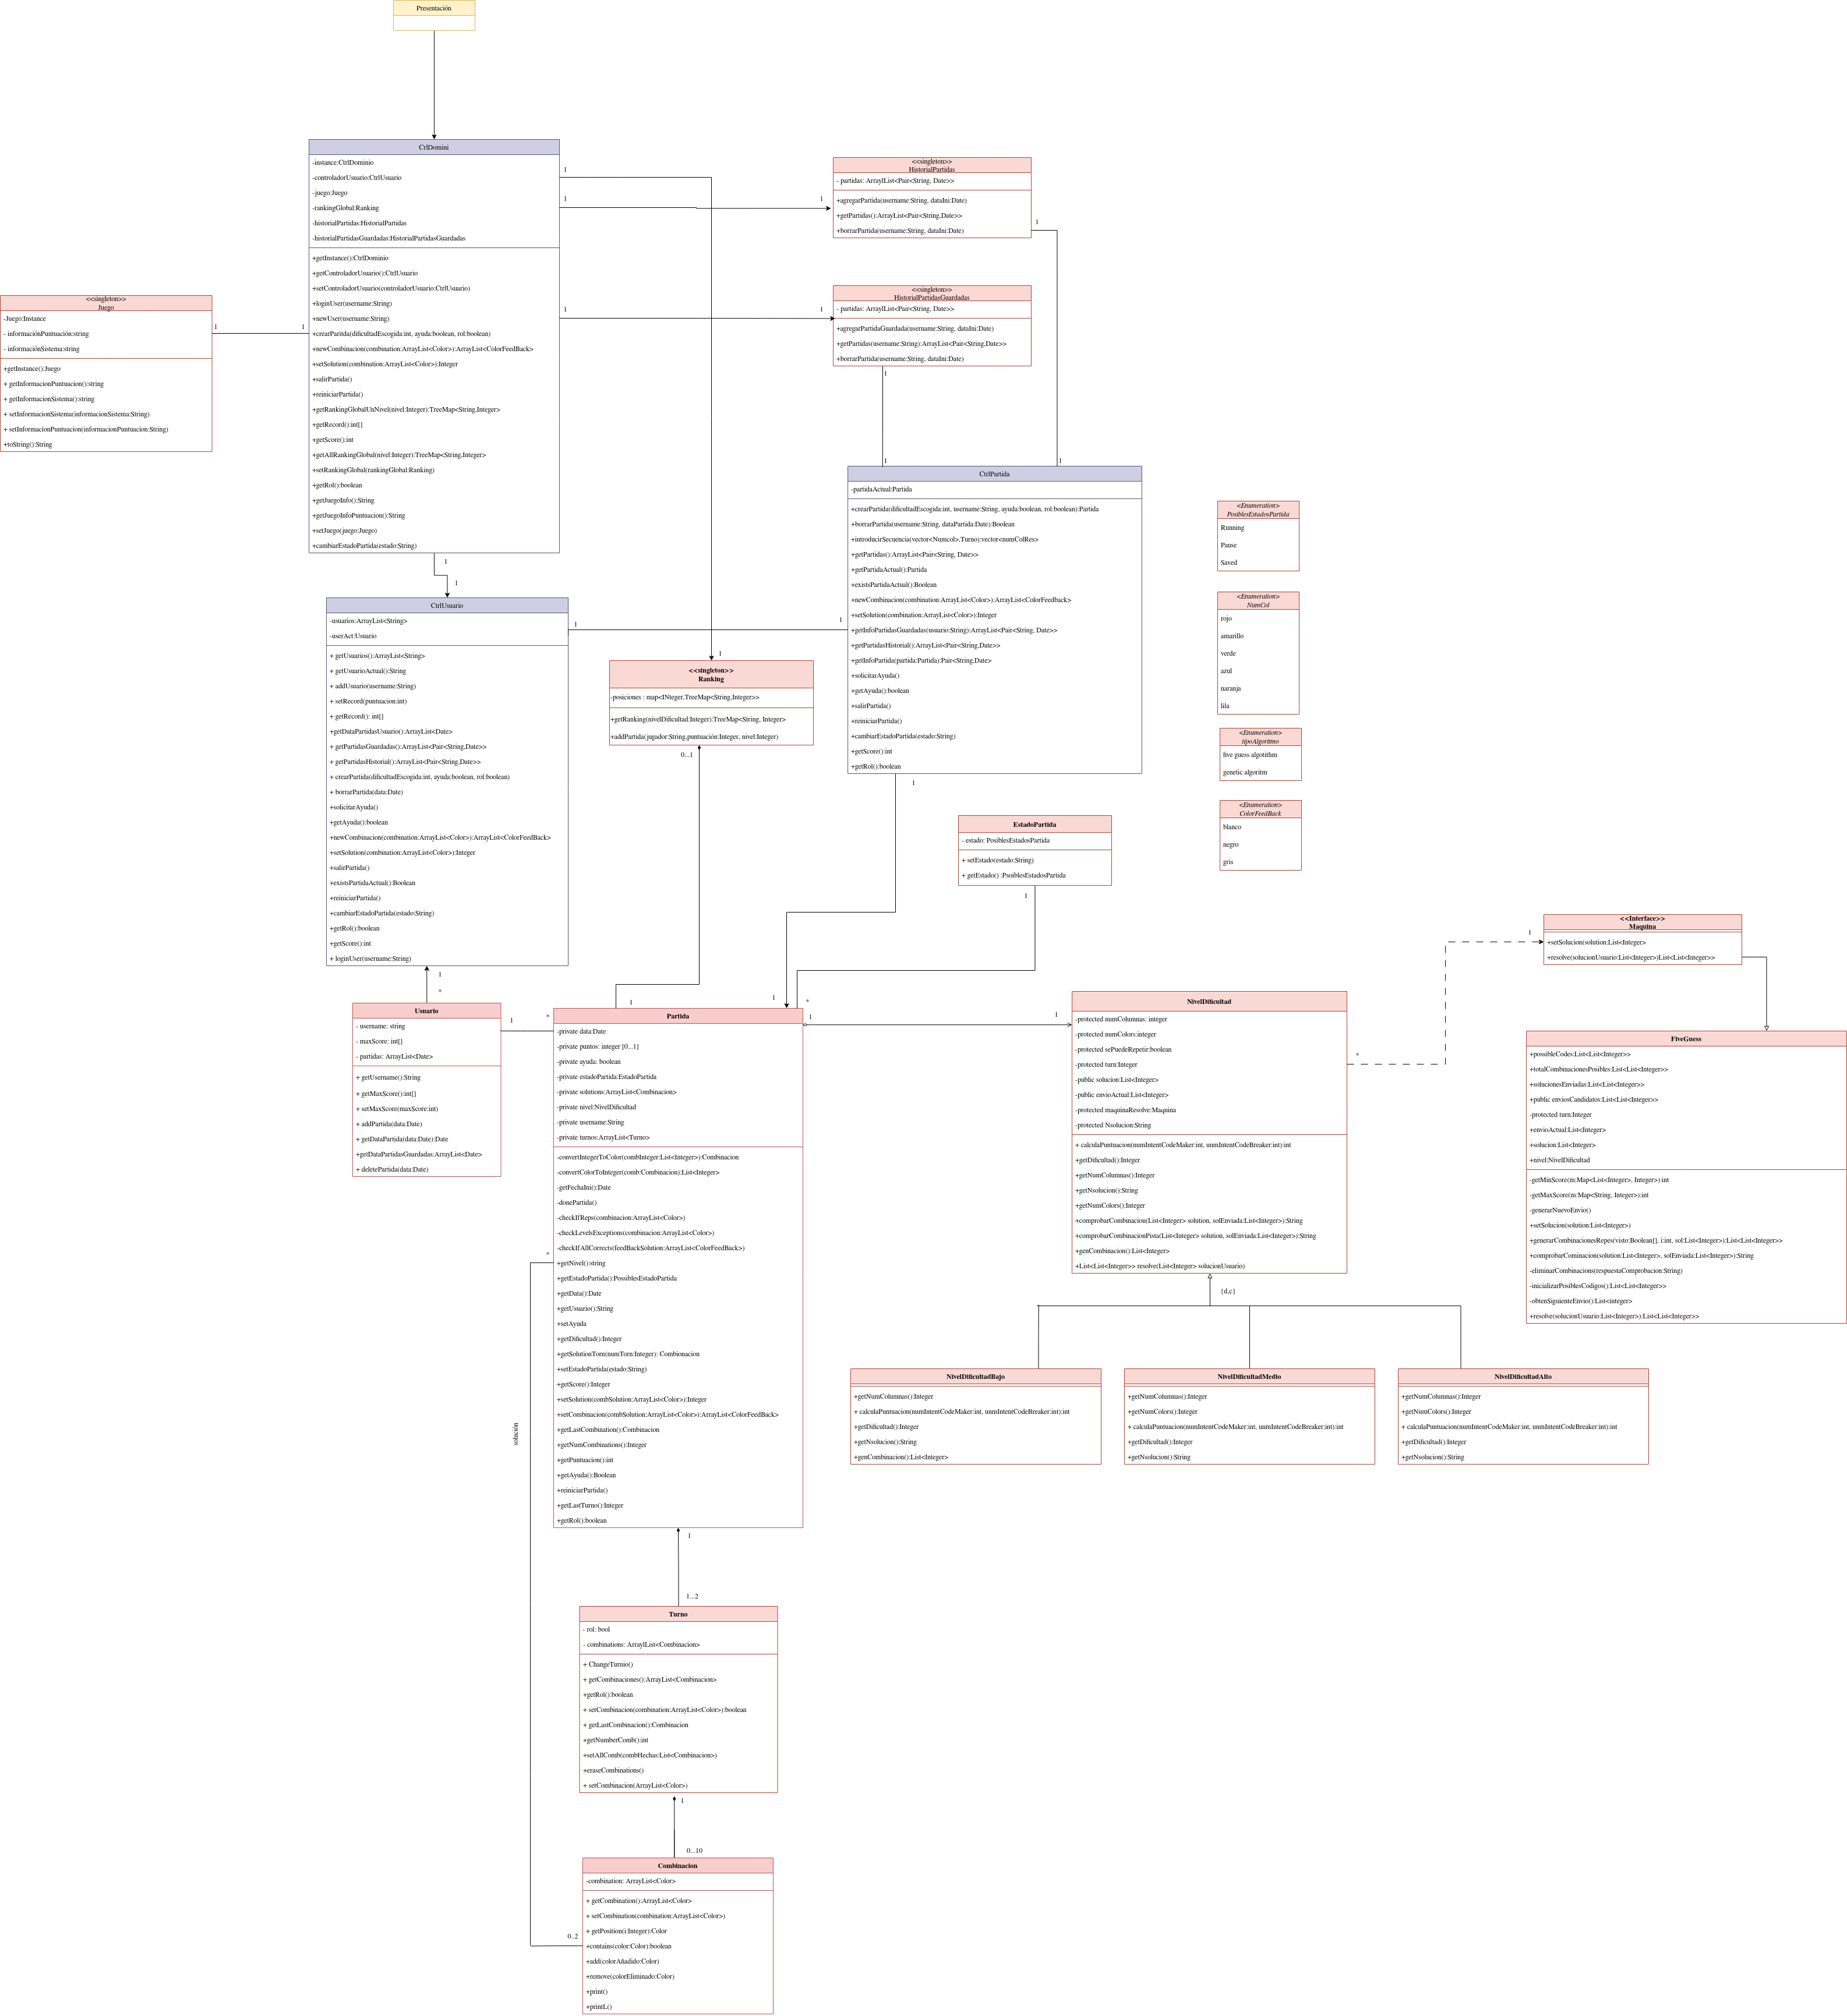 Presentación
CrlDomini
-instance:CtrlDominio
-controladorUsuario:CtrlUsuario
-juego:Juego
-rankingGlobal:Ranking
-historialPartidas:HistorialPartidas
-historialPartidasGuardadas:HistorialPartidasGuardadas
+getInstance():CtrlDominio
+getControladorUsuario():CtrlUsuario
+setControladorUsuario(controladorUsuario:CtrlUsuario)
+loginUser(username:String)
+newUser(username:String)
+crearParitda(dificultadEscogida:int, ayuda:boolean, rol:boolean)
+newCombinacion(combination:ArrayList<Color>):ArrayList<ColorFeedBack>
+setSolution(combination:ArrayList<Color>):Integer
+salirPartida()
+reiniciarPartida()
+getRankingGlobalUnNivel(nivel:Integer):TreeMap<String,Integer>
+getRecord():int[]
+getScore():int
+getAllRankingGlobal(nivel:Integer):TreeMap<String,Integer>
+setRankingGlobal(rankingGlobal:Ranking)
+getRol():boolean
+getJuegoInfo():String
+getJuegoInfoPuntuacion():String
+setJuego(juego:Juego)
+cambiarEstadoPartida(estado:String)
1
1
1
1
1
1
1
<<singleton>>
HistorialPartidas
- partidas: ArraylList<Pair<String, Date>>
+agregarPartida(username:String, dataIni:Date)
+getPartidas():ArrayList<Pair<String,Date>>
+borrarPartida(username:String, dataIni:Date)
1
<<singleton>>
HistorialPartidasGuardadas
- partidas: ArrayList<Pair<String, Date>>
+agregarPartidaGuardada(username:String, dataIni:Date)
+getPartidas(username:String):ArrayList<Pair<String,Date>>
+borrarPartida(username:String, dataIni:Date)
1
1
1
<<singleton>>
Juego
-Juego:Instance
- informaciónPuntuación:string
- informaciónSistema:string
+getInstance():Juego
+ getInformacionPuntuacion():string
+ getInformacionSistema():string
+ setInformacionSistema(informacionSistema:String)
+ setInformacionPuntuacion(informacionPuntuacion:String)
+toString():String
CtrlPartida
-partidaActual:Partida
+crearPartida(dificultadEscogida:int, username:String, ayuda:boolean, rol:boolean):Partida
+borrarPartida(username:String, dataPartida:Date):Boolean
+introducirSecuencia(vector<Numcol>,Turno):vector<numColRes>
+getPartidas():ArrayList<Pair<String, Date>>
+getPartidaActual():Partida
+existsPartidaActual():Boolean
+newCombinacion(combination:ArrayList<Color>):ArrayList<ColorFeedback>
+setSolution(combination:ArrayList<Color>):Integer
+getInfoPartidasGuardadas(usuario:String):ArrayList<Pair<String, Date>>
+getPartidasHistorial():ArrayList<Pair<String,Date>>
+getInfoPartida(partida:Partida):Pair<String,Date>
+solicitarAyuda()
+getAyuda():boolean
+salirPartida()
+reiniciarPartida()
+cambiarEstadoPartida(estado:String)
+getScore():int
+getRol():boolean
1
<Enumeration>
PosiblesEstadosPartida
Running
Pause
Saved
<Enumeration>
NumCol
rojo
amarillo
verde
azul
naranja
lila
<Enumeration>
tipoAlgoritmo
five guess algotithm
genetic algoritm
<Enumeration>
ColorFeedBack
blanco
negro
gris
1
1
CtrlUsuario
-usuarios:ArrayList<String>
-userAct:Usuario
+ getUsuarios():ArrayList<String>
+ getUsuarioActual():String
+ addUsuario(username:String)
+ setRecord(puntuacion:int)
+ getRecord(): int[]
+getDataPartidasUsuario():ArrayList<Date>
+ getPartidasGuardadas():ArrayList<Pair<String,Date>>
+ getPartidasHistorial():ArrayList<Pair<String,Date>>
+ crearPartida(dificultadEscogida:int, ayuda:boolean, rol:boolean)
+ borrarPartida(data:Date)
+solicitarAyuda()
+getAyuda():boolean
+newCombinacion(combination:ArrayList<Color>):ArrayList<ColorFeedBack>
+setSolution(combination:ArrayList<Color>):Integer
+salirPartida()
+existsPartidaActual():Boolean
+reiniciarPartida()
+cambiarEstadoPartida(estado:String)
+getRol():boolean
+getScore():int
+ loginUser(username:String)
1
1
1
<<singleton>>
Ranking
-posiciones : map<INteger,TreeMap<String,Integer>>
+getRanking(nivelDificultad:Integer):TreeMap<String, Integer>
+addPartida(jugador:String,puntuación:Integer, nivel:Integer)
0...1
EstadoPartida
- estado: PosiblesEstadosPartida
+ setEstado(estado:String)
+ getEstado() :PsoiblesEstadosPartida
1
<<Interface>>
Maquina
+setSolucion(solution:List<Integer>
+resolve(solucionUsuario:List<Integer>)List<List<Integer>>
1
1
*
Usuario
- username: string
- maxScore: int[]
- partidas: ArrayList<Date>
+ getUsername():String
+ getMaxScore():int[]
+ setMaxScore(maxScore:int)
+ addPartida(data:Date)
+ getDataPartida(data:Date):Date
+getDataPartidasGuardadas:ArrayList<Date>
+ deletePartida(data:Date)
1
*
1
1
*
1
1
Partida
-private data:Date
-private puntos: integer [0...1]
-private ayuda: boolean
-private estadoPartida:EstadoPartida
-private solutions:ArrayList<Combinacion>
-private nivel:NivelDificultad
-private username:String
-private turnos:ArrayList<Turno>
-convertIntegerToColor(combInteger:List<Integer>):Combinacion
-convertColorToInteger(comb:Combinacion):List<Integer>
-getFechaIni():Date
-donePartida()
-checkIfReps(combinacion:ArrayList<Color>)
-checkLevelsExceptions(combinacion:ArrayList<Color>)
-checkIfAllCorrects(feedBackSolution:ArrayList<ColorFeedBack>)
+getNivel():string
+getEstadoPartida():PossiblesEstadoPartida
+getData():Date
+getUsuario():String
+setAyuda
+getDificultad():Integer
+getSolutionTorn(numTorn:Integer): Combionacion
+setEstadoPartida(estado:String)
+getScore():Integer
+setSolution(combSolution:ArrayList<Color>):Integer
+setCombinacion(combSolution:ArrayList<Color>):ArrayList<ColorFeedBack>
+getLastCombination():Combinacion
+getNumCombinations():Integer
+getPuntuacion():int
+getAyuda():Boolean
+reiniciarPartida()
+getLastTurno():Integer
+getRol():boolean
*
solución
NivelDificultad
-protected numColumnas: integer
-protected numColors:integer
-protected sePuedeRepetir:boolean
-protected turn:Integer
-public solucion:List<Integer>
-public envioActual:List<Integer>
-protected maquinaResolve:Maquina
-protected Nsolucion:String
+ calculaPuntuacion(numIntentCodeMaker:int, unmIntentCodeBreaker:int):int
+getDificultad():Integer
+getNumColumnas():Integer
+getNsolucion():String
+getNumColors():Integer
+comprobarCombinacion(List<Integer> solution, solEnviada:List<Integer>):String
+comprobarCombinacionPista(List<Integer> solution, solEnviada:List<Integer>):String
+genCombinacion():List<Integer>
+List<List<Integer>> resolve(List<Integer> solucionUsuario)
*
{d,c}
FiveGuess
+possibleCodes:List<List<Integer>>
+totalCombinacionesPosibles:List<List<Integer>>
+solucionesEnviadas:List<List<Integer>>
+public enviosCandidatos:List<List<Integer>>
-protected turn:Integer
+envioActual:List<Integer>
+solucion:List<Integer>
+nivel:NivelDificultad
-getMinScore(m:Map<List<Integer>, Integer>):int
-getMaxScore(m:Map<String, Integer>):int
-generarNuevoEnvio()
+setSolucion(solution:List<Integer>)
+generarCombinacionesRepes(visto:Boolean[], i:int, sol:List<Integer>):List<List<Integer>>
+comprobarCominacion(solution:List<Integer>, solEnviada:List<Integer>):String
-eliminarCombinacions(respuestaComprobacion:String)
-inicializarPosiblesCodigos():List<List<Integer>>
-obtenSiguienteEnvio():List<integer>
+resolve(solucionUsuario:List<Integer>):List<List<Integer>>
NivelDificultadBajo
+getNumColumnas():Integer
+ calculaPuntuacion(numIntentCodeMaker:int, unmIntentCodeBreaker:int):int
+getDificultad():Integer
+getNsolucion():String
+genCombinacion():List<Integer>
NivelDificultadMedio
+getNumColumnas():Integer
+getNumColors():Integer
+ calculaPuntuacion(numIntentCodeMaker:int, unmIntentCodeBreaker:int):int
+getDificultad():Integer
+getNsolucion():String
NivelDificultadAlto
+getNumColumnas():Integer
+getNumColors():Integer
+ calculaPuntuacion(numIntentCodeMaker:int, unmIntentCodeBreaker:int):int
+getDificultad():Integer
+getNsolucion():String
1
1...2
Turno
- rol: bool
- combinations: ArraylList<Combinacion>
+ ChangeTurnio()
+ getCombinaciones():ArrayList<Combinacion>
+getRol():boolean
+ setCombinacion(combination:ArrayList<Color>):boolean
+ getLastCombinacion():Combinacion
+getNumberComb():int
+setAllComb(combHechas:List<Combinacion>)
+eraseCombinations()
+ setCombinacion(ArrayList<Color>)
1
0...10
Combinacion
-combination: ArrayList<Color>
+ getCombination():ArrayList<Color>
+ setCombination(combination:ArrayList<Color>)
+ getPosition(i:Integer):Color
+contains(color:Color):boolean
+add(colorAñadido:Color)
+remove(colorEliminado:Color)
+print()
+printL()
0..2